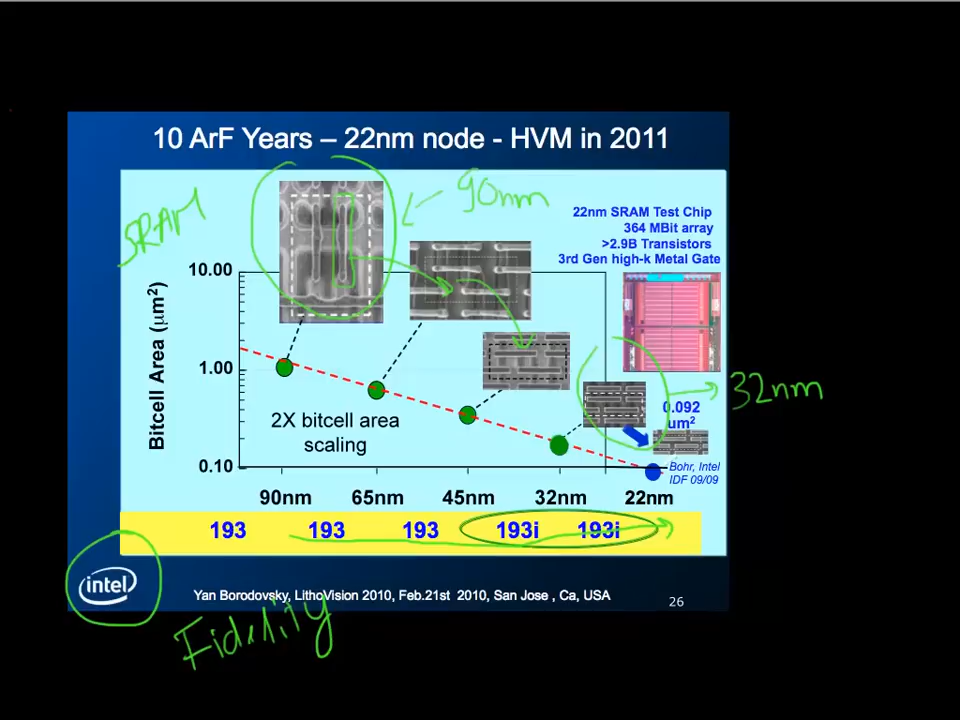 10 ArF Years – 22nm node - HVM in 2011
SRAM
90nm
22nm SRAM Test Chip
364 MBit array
>2.9B Transistors
3rd Gen high-k Metal Gate
Bitcell Area (μm²)
10.00
1.00
0.10
2X bitcell area
scaling
32nm
0.092
um²
Bohr, Intel
IDF 09/09
90nm 65nm 45nm 32nm 22nm
193 193 193 193i 193i
intel
Yan Borodovsky, LithoVision 2010, Feb.21st 2010, San Jose , Ca, USA
26
Fidelity